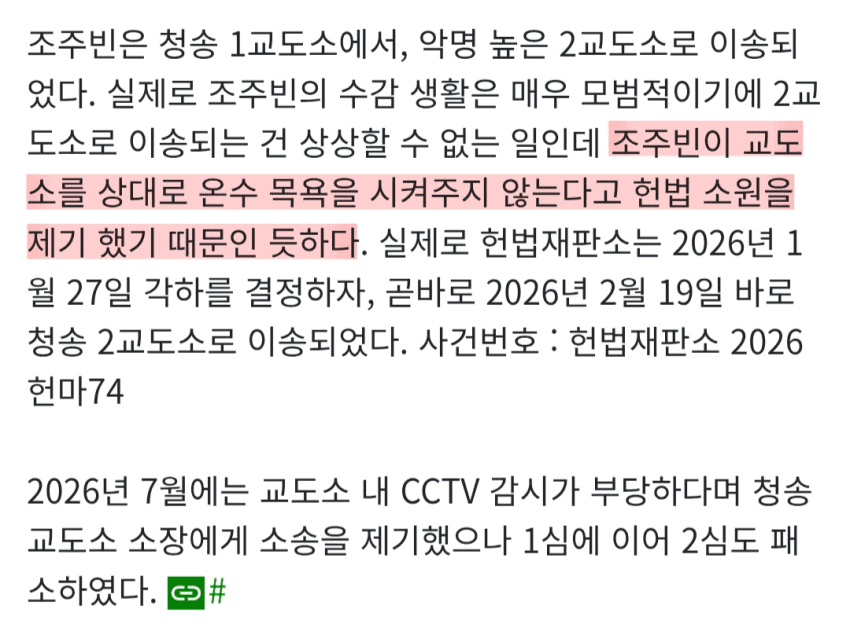 조주빈은 청송 1교도소에서, 악명 높은 2교도소로 이송되
었다. 실제로 조주빈의 수감 생활은 매우 모범적이기에 2교
도소로 이송되는 건 상상할 수 없는 일인데 조주빈이 교도
소를 상대로 온수 목욕을 시켜주지 않는다고 헌법 소원을
제기 했기 때문인 듯하다. 실제로 헌법재판소는 2026년 1
월 27일 각하를 결정하자, 곧바로 2026년 2월 19일 바로
청송 2교도소로 이송되었다. 사건번호 : 헌법재판소 2026
헌마74
2026년 7월에는 교도소 내 CCTV 감시가 부당하다며 청송
교도소 소장에게 소송을 제기했으나 1심에 이어 2심도 패
소하였다. #